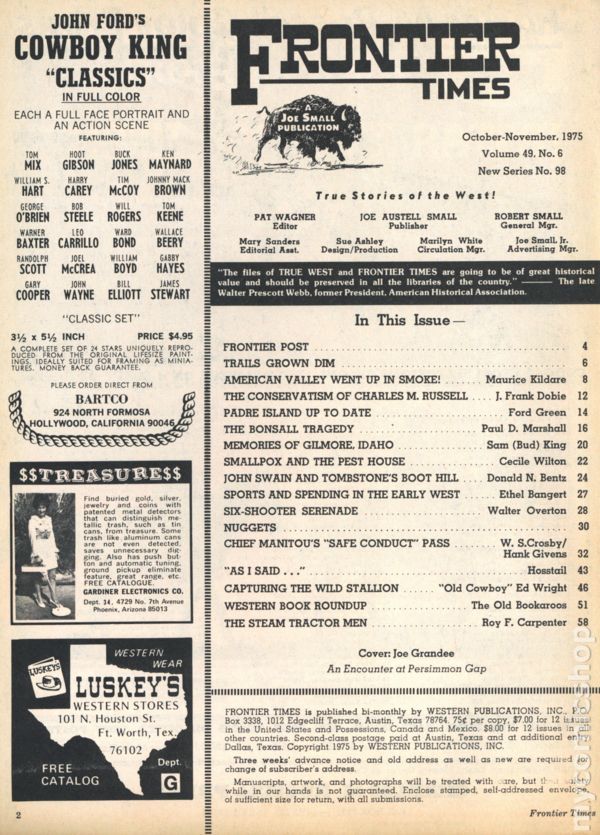 JOHN FORD'S
COWBOY KING
"CLASSICS"
IN FULL COLOR
EACH A FULL FACE PORTRAIT AND
AN ACTION SCENE
FEATURING:
TOM MIX HOOT GIBSON BUCK JONES KEN MAYNARD
WILLIAM S. HART HARRY CAREY TIM McCOY JOHNNY MACK BROWN
GEORGE O'BRIEN BOB STEELE WILL ROGERS TOM KEENE
WARNER BAXTER LEO CARRILLO WARD BOND WALLACE BEERY
RANDOLPH SCOTT JOEL McCREA WILLIAM BOYD GABBY HAYES
GARY COOPER JOHN WAYNE BILL ELLIOTT JAMES STEWART
"CLASSIC SET"
3½ x 5½ INCH PRICE $4.95
A COMPLETE SET OF 24 STARS UNIQUELY REPRO-
DUCED FROM THE ORIGINAL LIFESIZE PAINT-
INGS, IDEALLY SUITED FOR FRAMING AS MINIA-
TURES. MONEY BACK GUARANTEE.
PLEASE ORDER DIRECT FROM
BARTCO
924 NORTH FORMOSA
HOLLYWOOD, CALIFORNIA 90046
$$TREASURE$$
Find buried gold, silver,
jewelry and coins with
patented metal detectors
that can distinguish me-
tallic trash, such as tin
cans, from treasure. Some
trash like aluminum cans
are not even detected,
saves unnecessary dig-
ging. Also has push but-
ton and automatic tuning,
ground pickup eliminate
feature, great range, etc.
FREE CATALOGUE.
GARDINER ELECTRONICS CO.
Dept. 14, 4729 No. 7th Avenue
Phoenix, Arizona 85013
WESTERN
WEAR
LUSKEYS
LUSKEY'S
WESTERN STORES
101 N. Houston St.
Ft. Worth, Tex.
76102
FREE
CATALOG
Dept.
G
2
FRONTIER
TIMES
A
JOE SMALL
PUBLICATION
October-November, 1975
Volume 49, No. 6
New Series No. 98
True Stories of the West!
PAT WAGNER JOE AUSTELL SMALL ROBERT SMALL
Editor Publisher General Mgr.
Mary Sanders Sue Ashley Marilyn White Joe Small, Jr.
Editorial Asst. Design/Production Circulation Mgr. Advertising Mgr.
"The files of TRUE WEST and FRONTIER TIMES are going to be of great historical
value and should be preserved in all the libraries of the country." —— The late
Walter Prescott Webb, former President, American Historical Association.
In This Issue —
FRONTIER POST 4
TRAILS GROWN DIM 6
AMERICAN VALLEY WENT UP IN SMOKE! Maurice Kildare 8
THE CONSERVATISM OF CHARLES M. RUSSELL J. Frank Dobie 12
PADRE ISLAND UP TO DATE Ford Green 14
THE BONSALL TRAGEDY Paul D. Marshall 16
MEMORIES OF GILMORE, IDAHO Sam (Bud) King 20
SMALLPOX AND THE PEST HOUSE Cecile Wilton 22
JOHN SWAIN AND TOMBSTONE'S BOOT HILL Donald N. Bentz 24
SPORTS AND SPENDING IN THE EARLY WEST Ethel Bangert 27
SIX-SHOOTER SERENADE Walter Overton 28
NUGGETS 30
CHIEF MANITOU'S "SAFE CONDUCT" PASS W. S. Crosby/
Hank Givens 32
"AS I SAID . . ." Hosstail 43
CAPTURING THE WILD STALLION "Old Cowboy" Ed Wright 46
WESTERN BOOK ROUNDUP The Old Bookaroos 51
THE STEAM TRACTOR MEN Roy F. Carpenter 58
Cover: Joe Grandee
An Encounter at Persimmon Gap
FRONTIER TIMES is published bi-monthly by WESTERN PUBLICATIONS, INC., P.
Box 3338, 1012 Edgecliff Terrace, Austin, Texas 78764. 75¢ per copy, $7.00 for 12 issues
in the United States and Possessions, Canada and Mexico. $8.00 for 12 issues in
other countries. Second-class postage paid at Austin, Texas and at additional entry
Dallas, Texas. Copyright 1975 by WESTERN PUBLICATIONS, INC.
Three weeks' advance notice and old address as well as new are required for
change of subscriber's address.
Manuscripts, artwork, and photographs will be treated with care, but their safety
while in our hands is not guaranteed. Enclose stamped, self-addressed envelope,
of sufficient size for return, with all submissions.
Frontier Times
mycomicshop